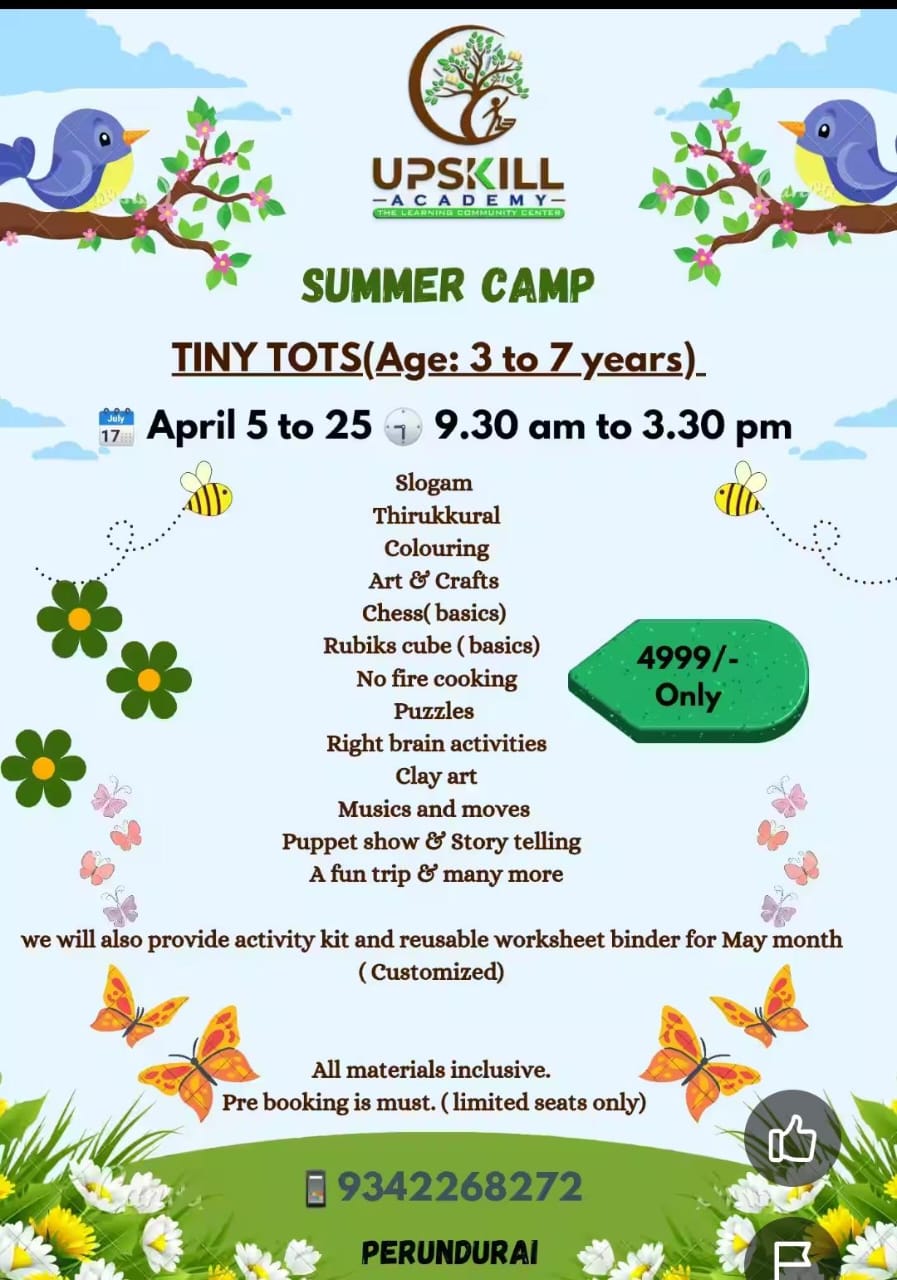 UPSKILL
ACADEMY
THE LEARNING COMMUNITY CENTER
SUMMER CAMP
TINY TOTS(Age: 3 to 7 years)
July
17
April 5 to 25 9.30 am to 3.30 pm
Slogam
Thirukkural
Colouring
Art & Crafts
Chess( basics)
Rubiks cube ( basics)
No fire cooking
Puzzles
Right brain activities
Clay art
Musics and moves
Puppet show & Story telling
A fun trip & many more
4999/-
Only
we will also provide activity kit and reusable worksheet binder for May month
( Customized)
All materials inclusive.
Pre booking is must. ( limited seats only)
9342268272
PERUNDURAI